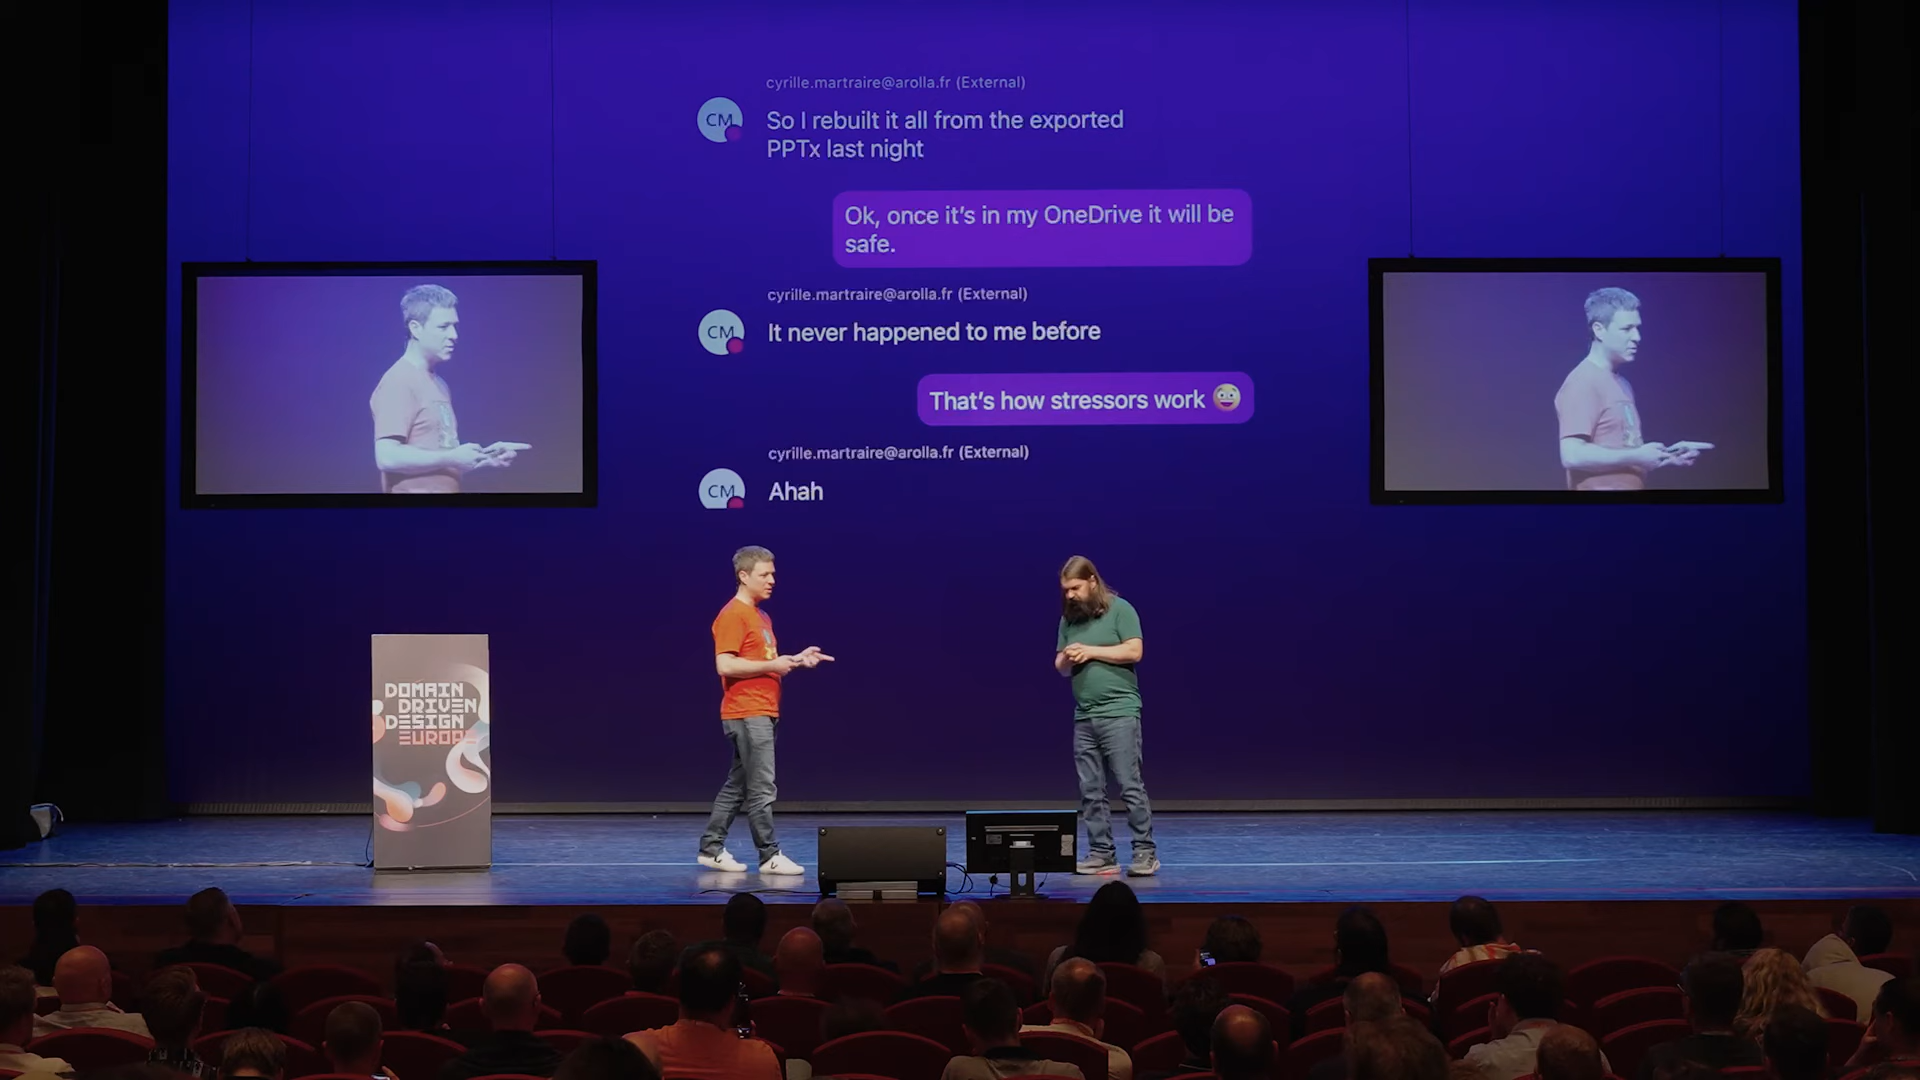 cyrille.martraire@arolla.fr (External)
CM
So I rebuilt it all from the exported
PPTx last night
Ok, once it's in my OneDrive it will be
safe.
cyrille.martraire@arolla.fr (External)
CM
It never happened to me before
That's how stressors work 😀
cyrille.martraire@arolla.fr (External)
CM
Ahah
DOMAIN
DRIVEN
DESIGN
EUROPE